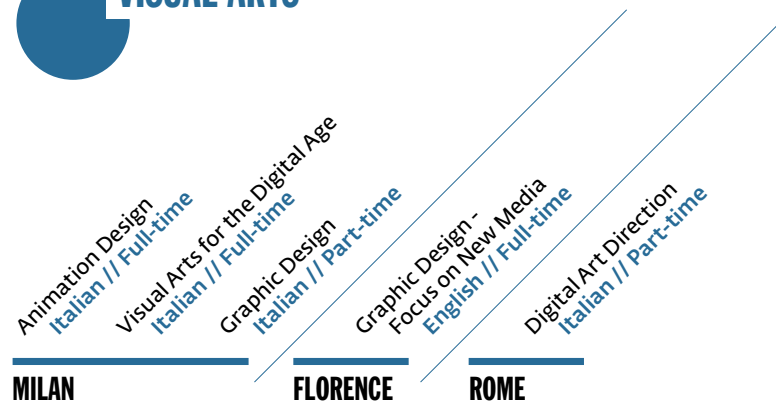 VISUAL ARTS
Animation Design
Italian // Full-time
Visual Arts for the Digital Age
Italian // Full-time
Graphic Design
Italian // Part-time
Graphic Design -
Focus on New Media
English // Full-time
Digital Art Direction
Italian // Part-time
MILAN
FLORENCE
ROME